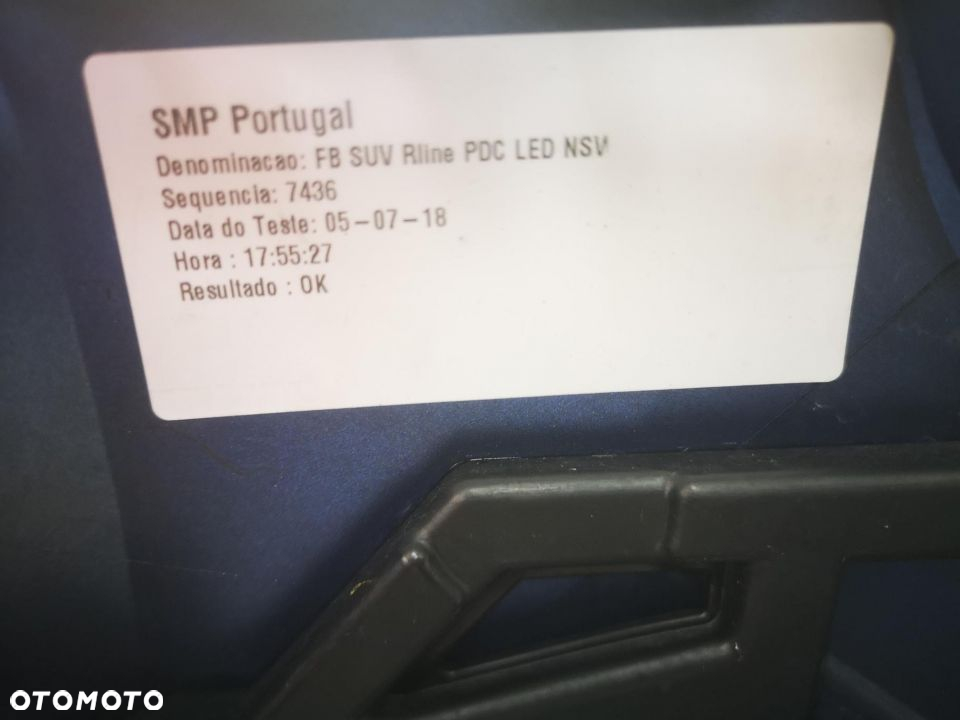 SMP Portugal
Denominacao: FB SUV Rline PDC LED NSW
Sequencia: 7436
Data do Teste: 05-07-18
Hora : 17:55:27
Resultado : OK
OTOMOTO